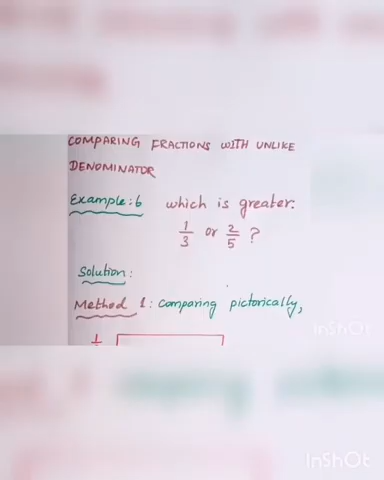 COMPARING FRACTIONS WITH UNLIKE
DENOMINATOR
Example:6 which is greater:
1/3 or 2/5 ?
Solution:
Method 1: Comparing pictorically,
InShOt
InShOt